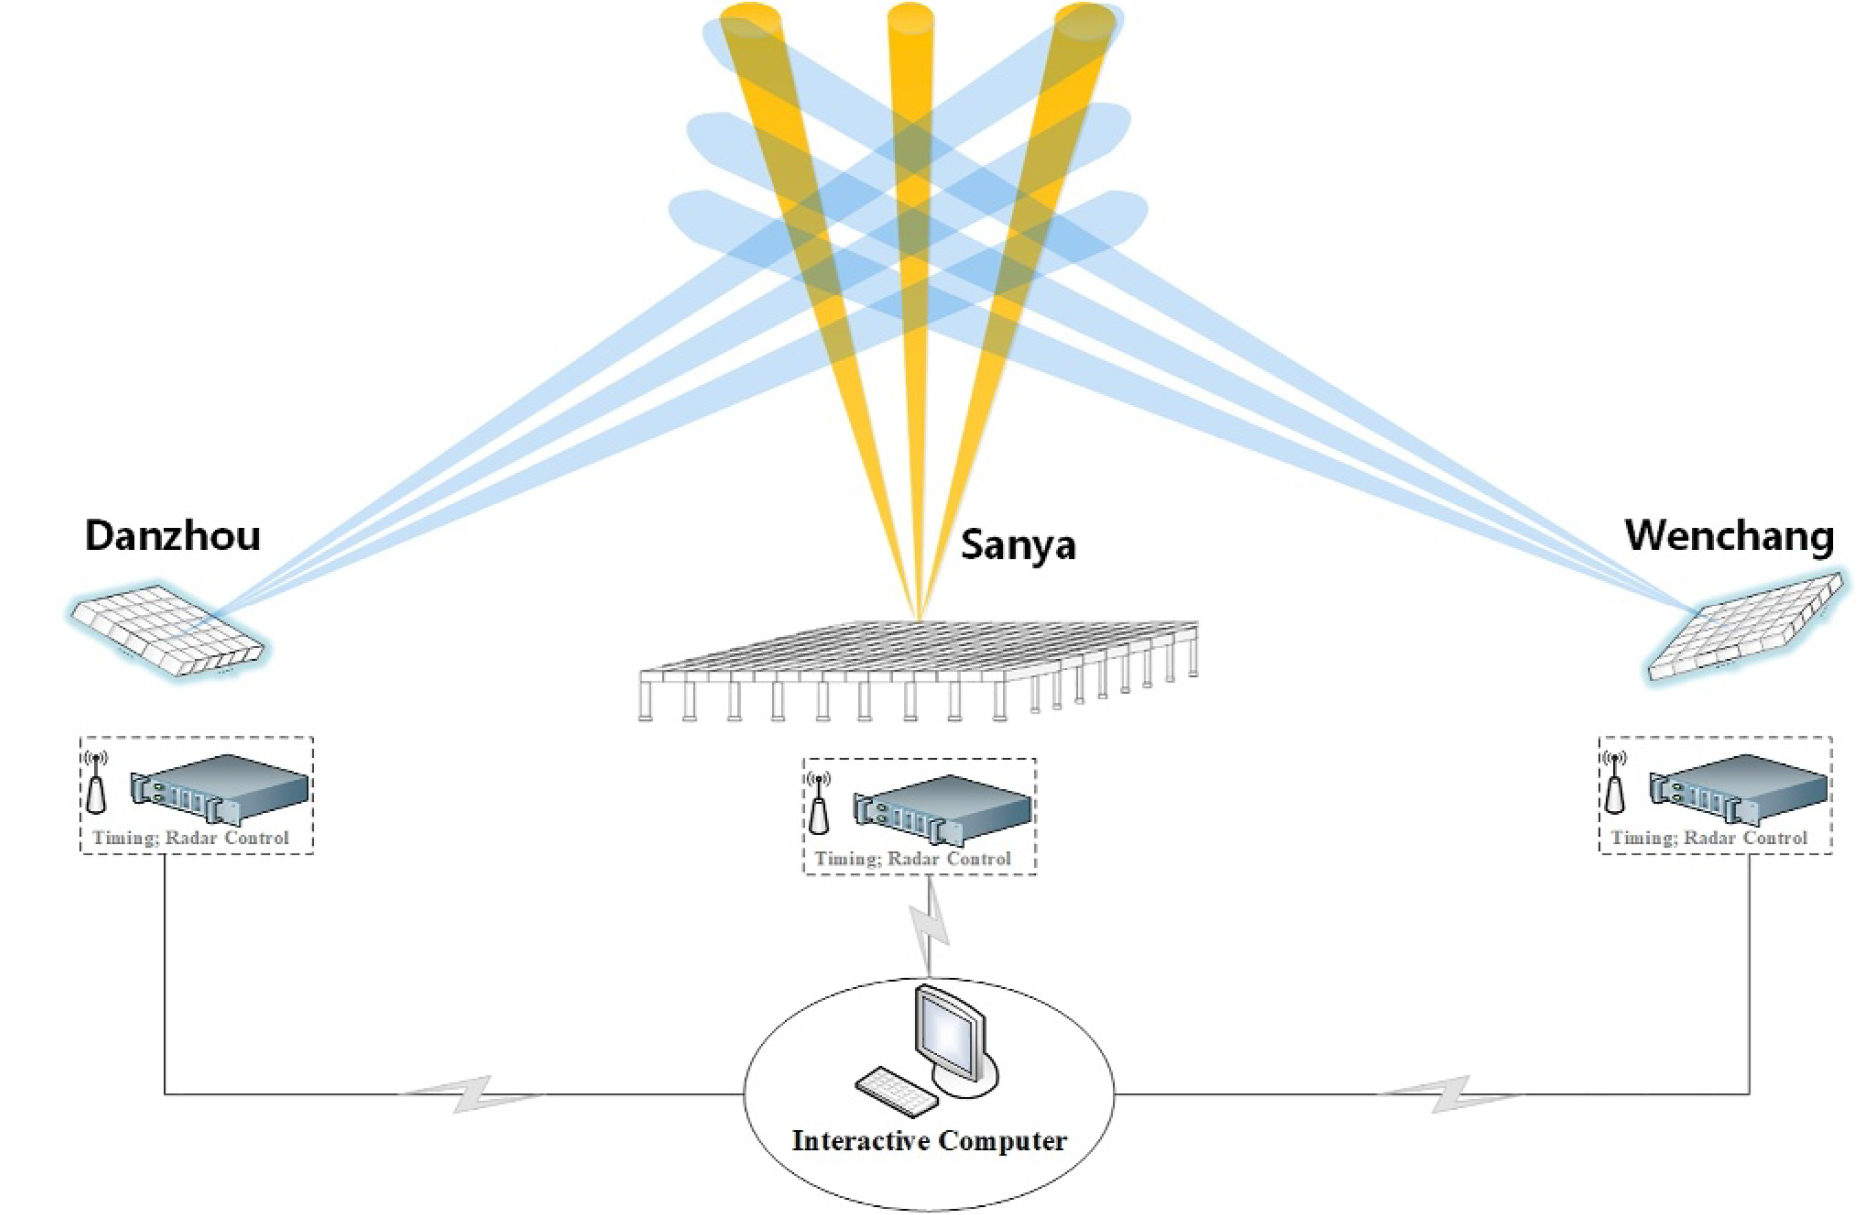 Danzhou
Sanya
Wenchang
Timing; Radar Control
Timing; Radar Control
Timing; Radar Control
Interactive Computer